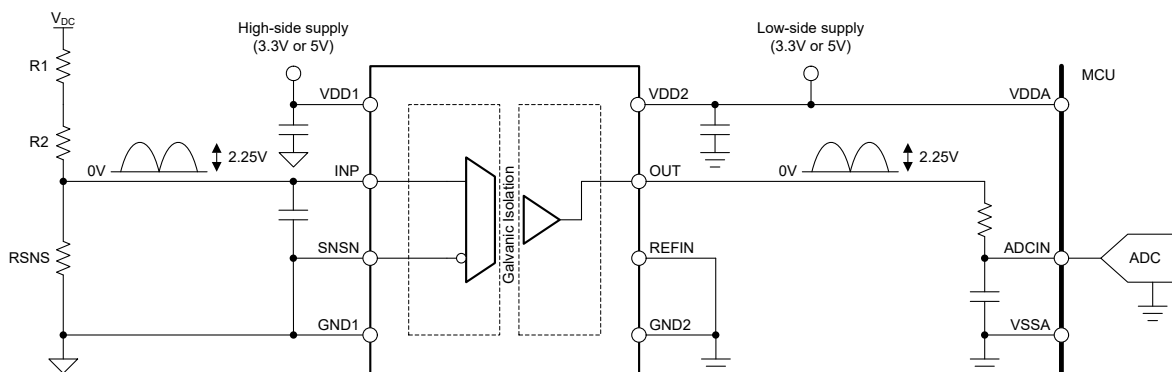 VDC
High-side supply
(3.3V or 5V)
Low-side supply
(3.3V or 5V)
MCU
R1
VDD1
VDD2
VDDA
R2
0V
2.25V
INP
OUT
0V
2.25V
Galvanic Isolation
RSNS
SNSN
REFIN
ADCIN
ADC
GND1
GND2
VSSA